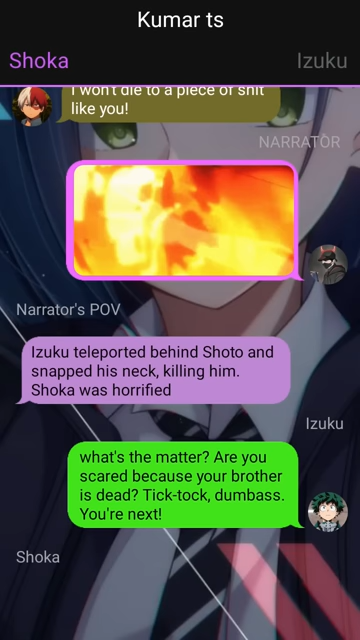 Kumar ts
Shoka
Izuku
I won't die to a piece of shit
like you!
NARRATOR
Narrator's POV
Izuku teleported behind Shoto and
snapped his neck, killing him.
Shoka was horrified
Izuku
what's the matter? Are you
scared because your brother
is dead? Tick-tock, dumbass.
You're next!
Shoka